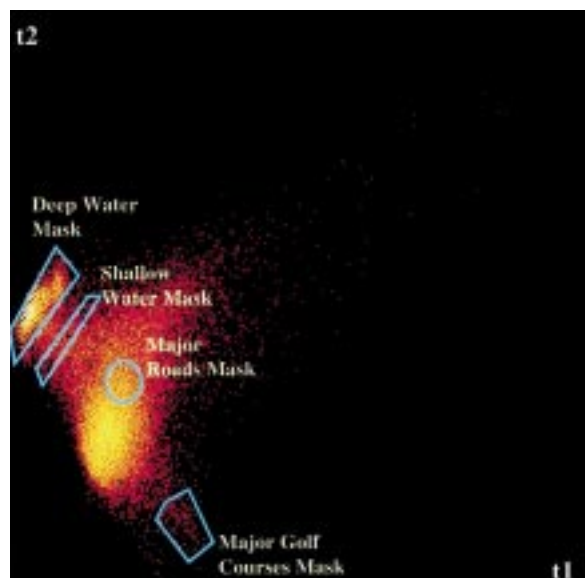 t2
Deep Water
Mask
Shallow
Water Mask
Major
Roads Mask
Major Golf
Courses Mask
t1